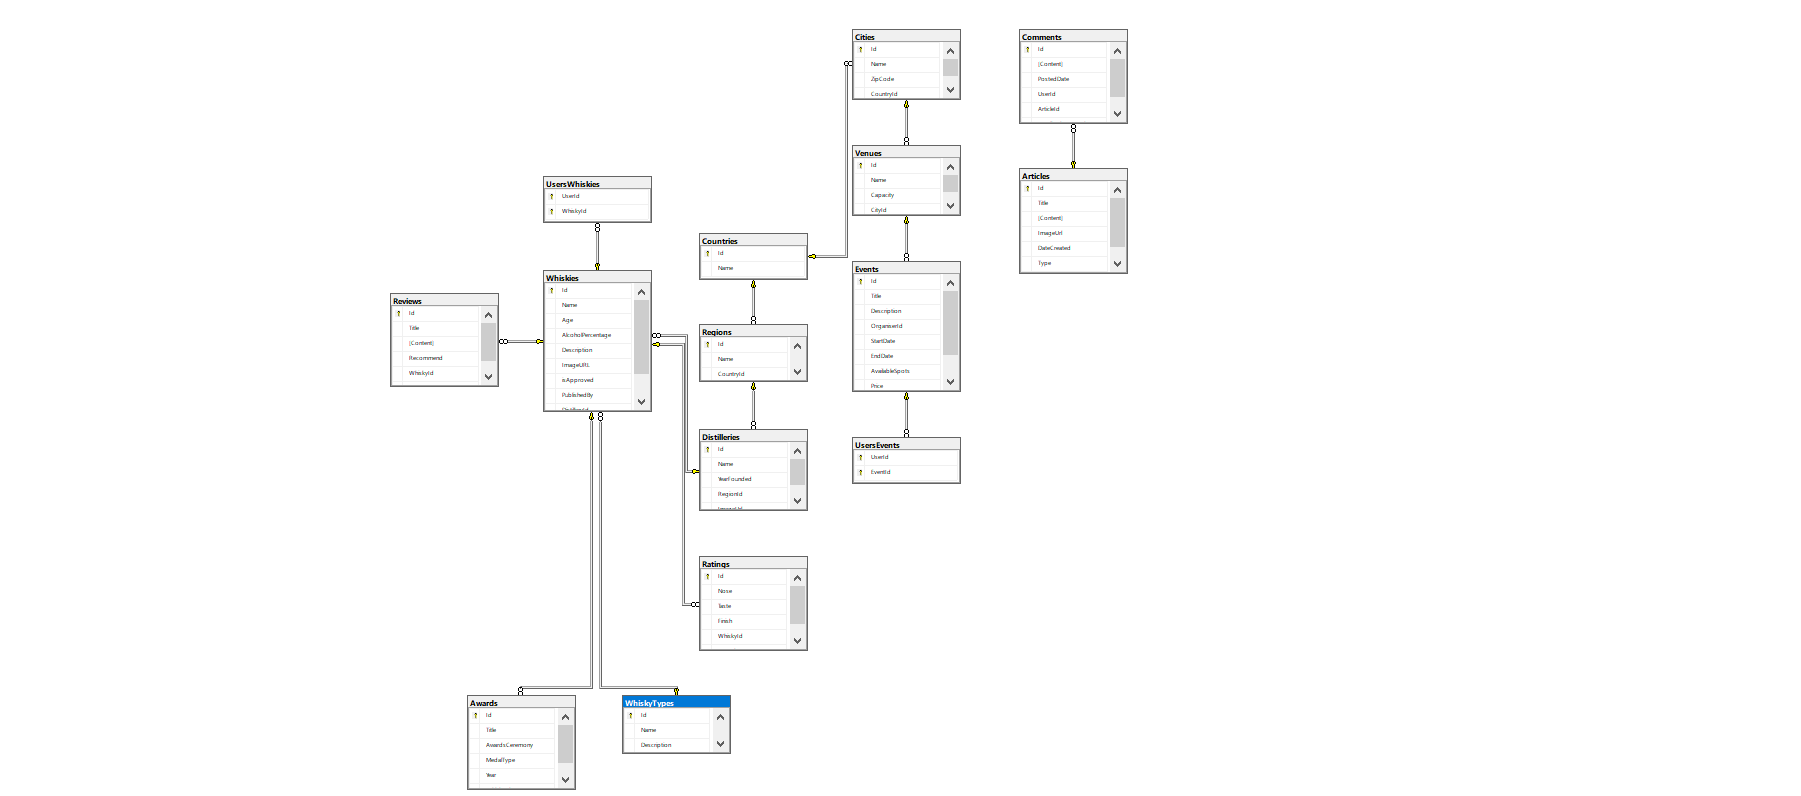 Cities
Id
Name
ZipCode
CountryId
Comments
Id
[Content]
PostedDate
UserId
ArticleId
Venues
Id
Name
Capacity
CityId
Articles
Id
Title
[Content]
ImageUrl
DateCreated
Type
UsersWhiskies
UserId
WhiskyId
Countries
Id
Name
Events
Id
Title
Description
OrganiserId
StartDate
EndDate
AvailableSpots
Price
Whiskies
Id
Name
Age
AlcoholPercentage
Description
ImageURL
isApproved
PublishedBy
Reviews
Id
Title
[Content]
Recommend
WhiskyId
Regions
Id
Name
CountryId
Distilleries
Id
Name
YearFounded
RegionId
ImageUrl
UsersEvents
UserId
EventId
Ratings
Id
Nose
Taste
Finish
WhiskyId
Awards
Id
Title
AwardsCeremony
MedalType
Year
WhiskyTypes
Id
Name
Description